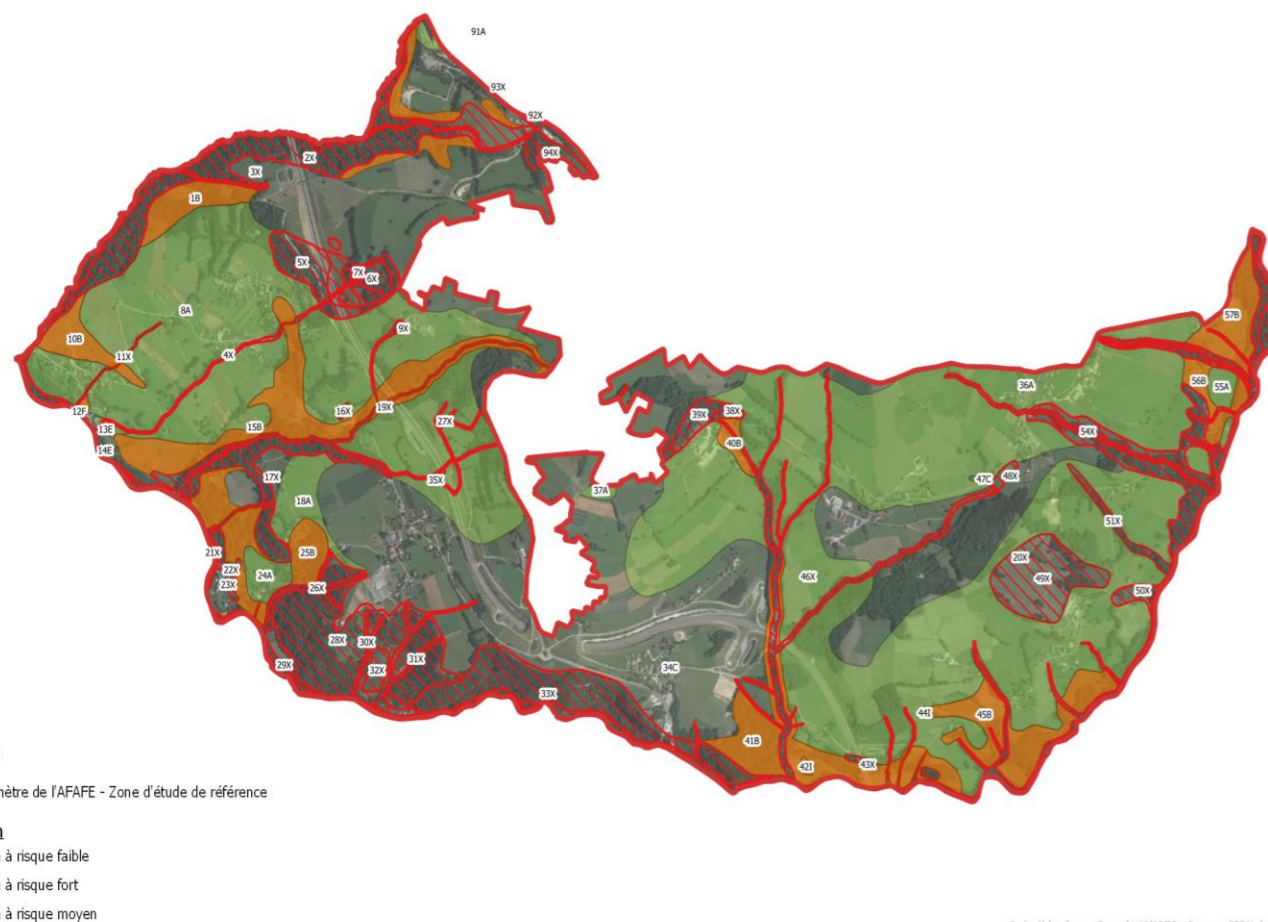 91A
93X
92X
94X
2X
3X
1B
5X
7X
6X
8A
9X
10B
11X
4X
12F
13E
14E
15B
16X
19X
27X
17X
35X
18A
21X
25B
22X
24A
23X
26X
28X
30X
29X
32X
31X
33X
34C
57B
56B
55A
36A
39X
38X
40B
54X
37A
47C
48X
51X
20X
49X
46X
50X
44I
45B
41B
42I
43X
mètre de l'AFAFE - Zone d'étude de référence
à risque faible
à risque fort
à risque moyen